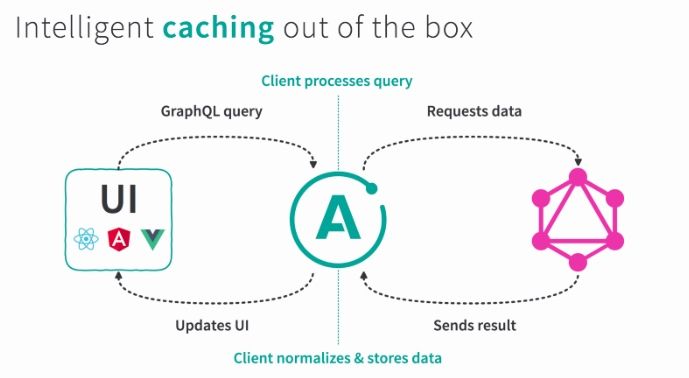 Intelligent caching out of the box
Client processes query
GraphQL query
Requests data
UI
A
A
Updates UI
Sends result
Client normalizes & stores data